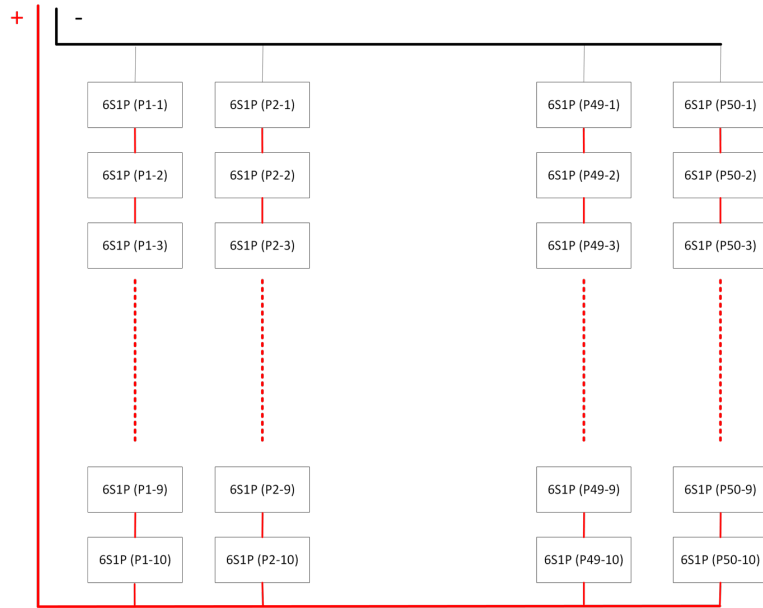 + -
6S1P (P1-1) 6S1P (P2-1) 6S1P (P49-1) 6S1P (P50-1)
6S1P (P1-2) 6S1P (P2-2) 6S1P (P49-2) 6S1P (P50-2)
6S1P (P1-3) 6S1P (P2-3) 6S1P (P49-3) 6S1P (P50-3)
6S1P (P1-9) 6S1P (P2-9) 6S1P (P49-9) 6S1P (P50-9)
6S1P (P1-10) 6S1P (P2-10) 6S1P (P49-10) 6S1P (P50-10)